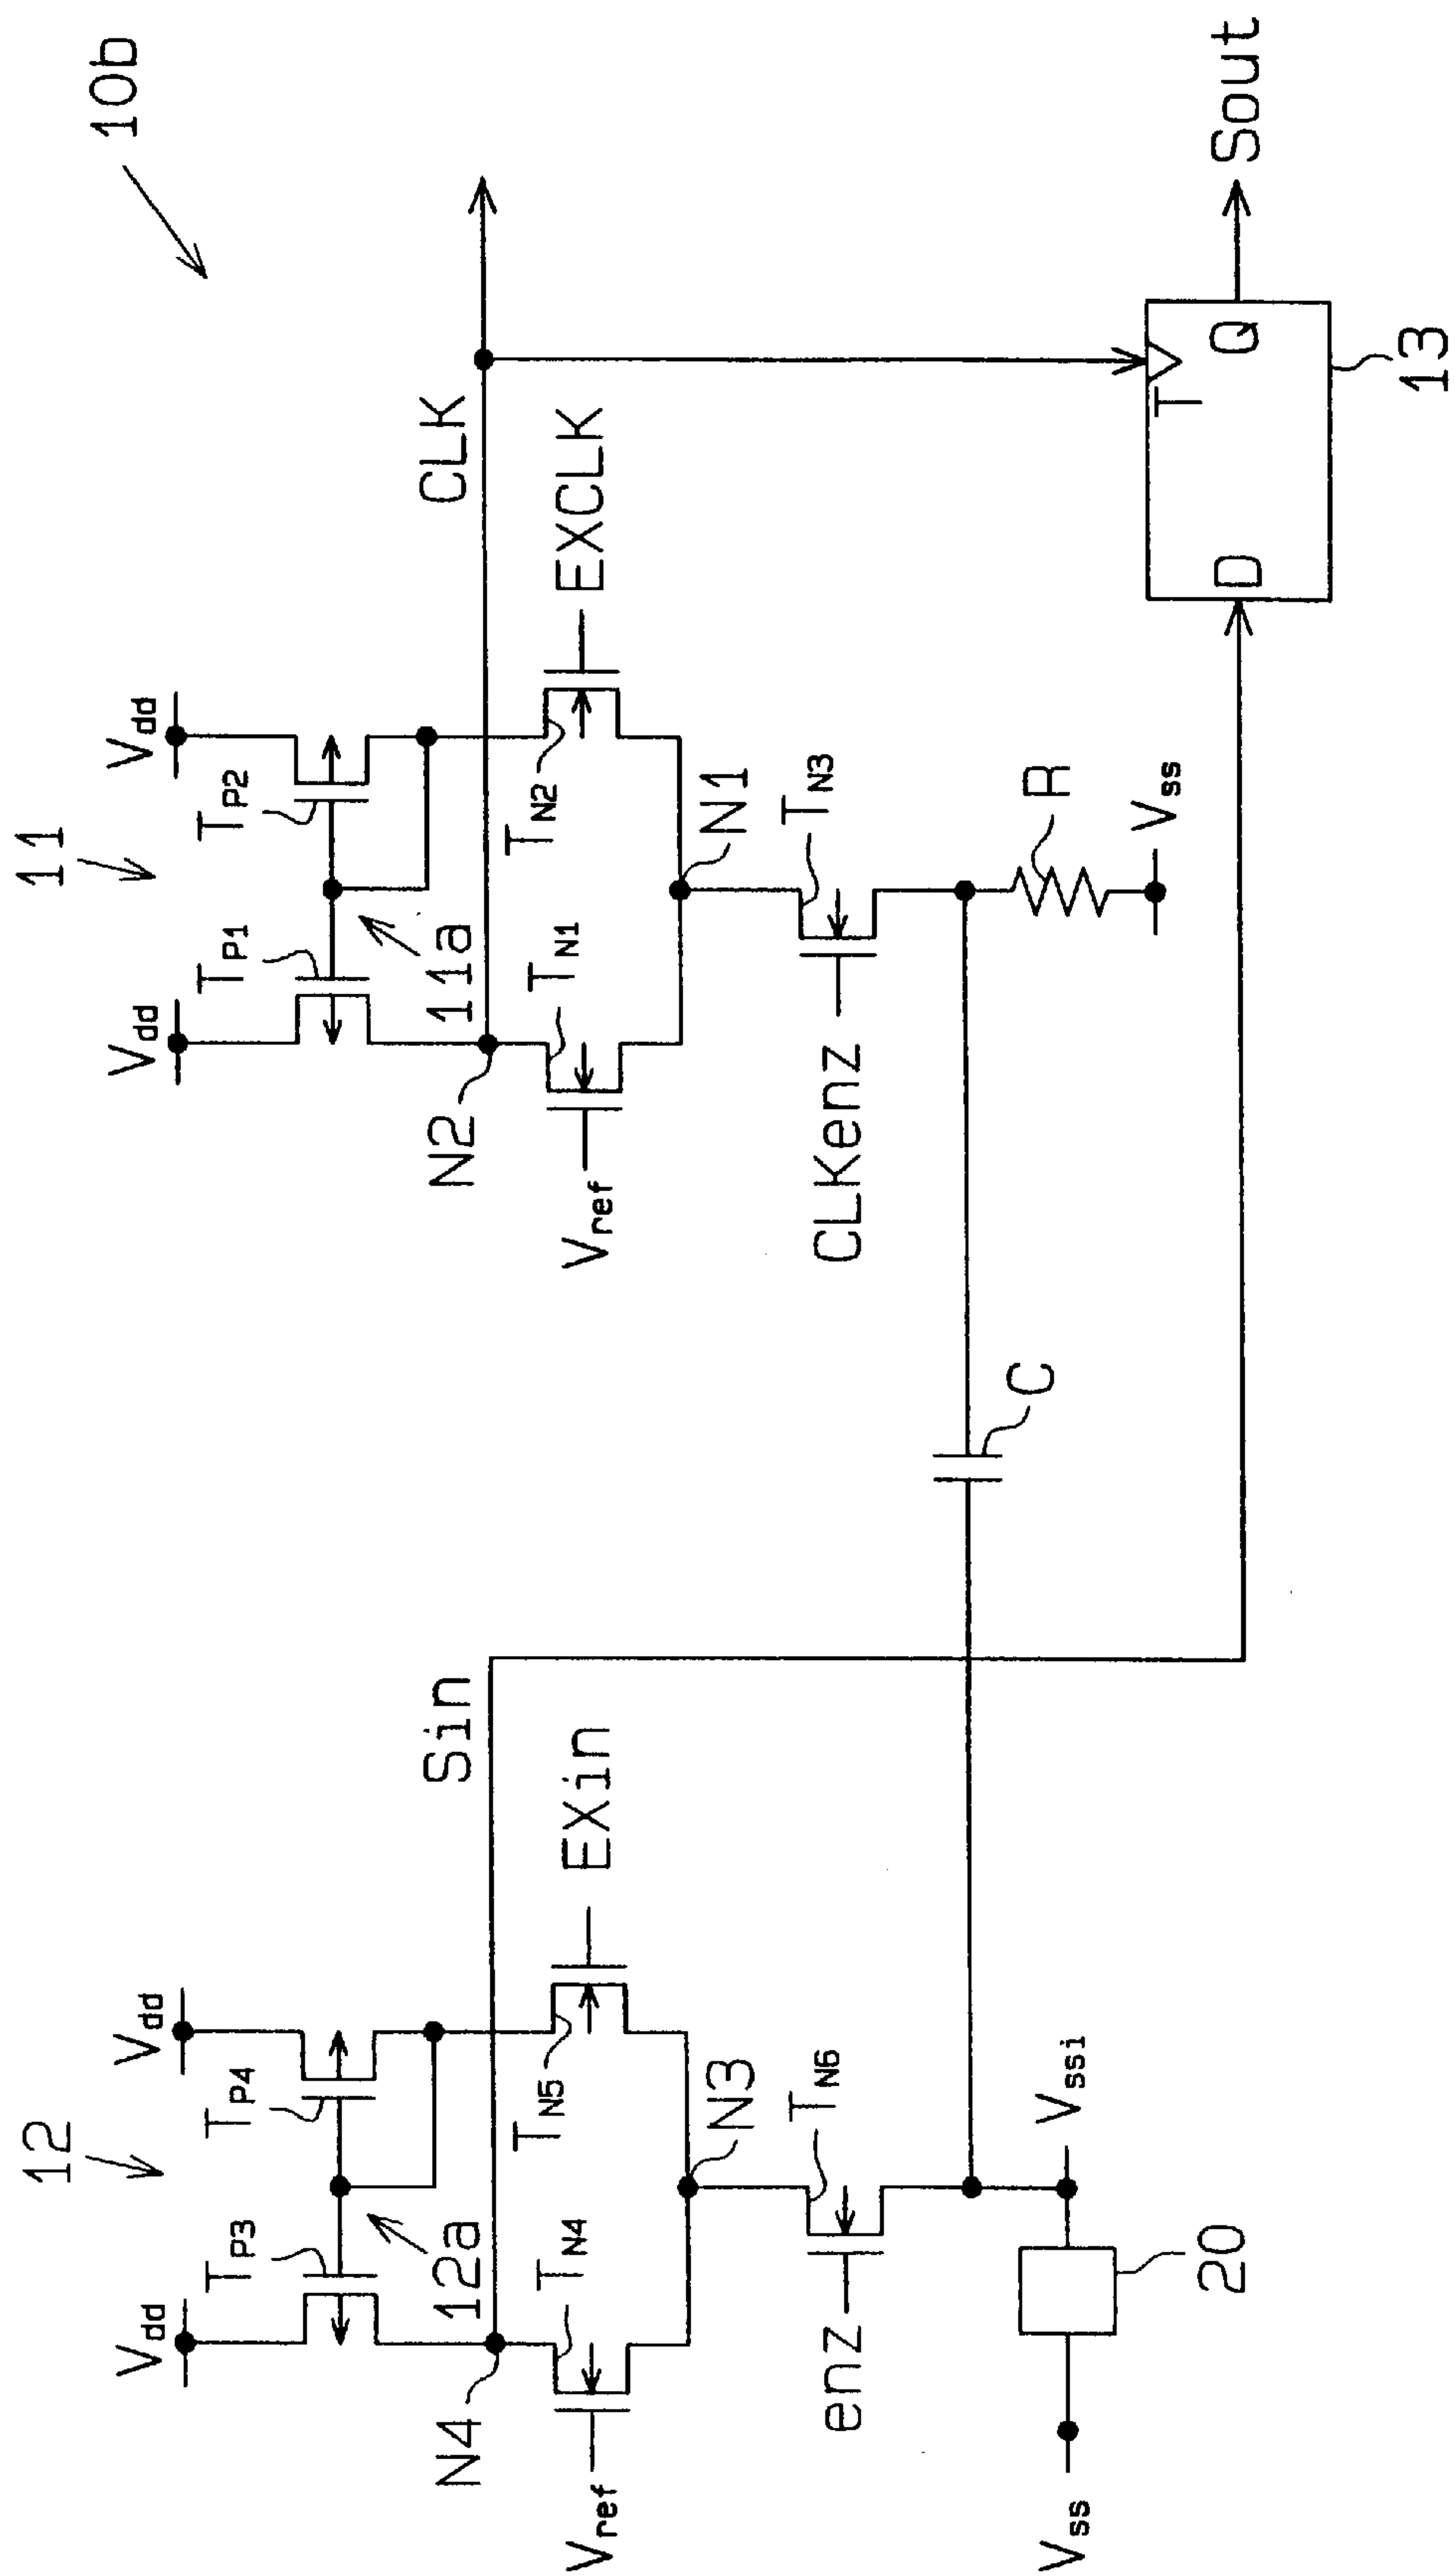 10b
12
11
Vdd
Vdd
Vdd
Vdd
TP3
TP4
TP1
TP2
12a
11a
N4
Sin
N2
CLK
TN4
TN5
TN1
TN2
Vref
EXin
Vref
EXCLK
N3
N1
enz
TN6
CLKenz
TN3
C
R
Vss
20
Vssi
Vss
D
T
Q
Sout
13